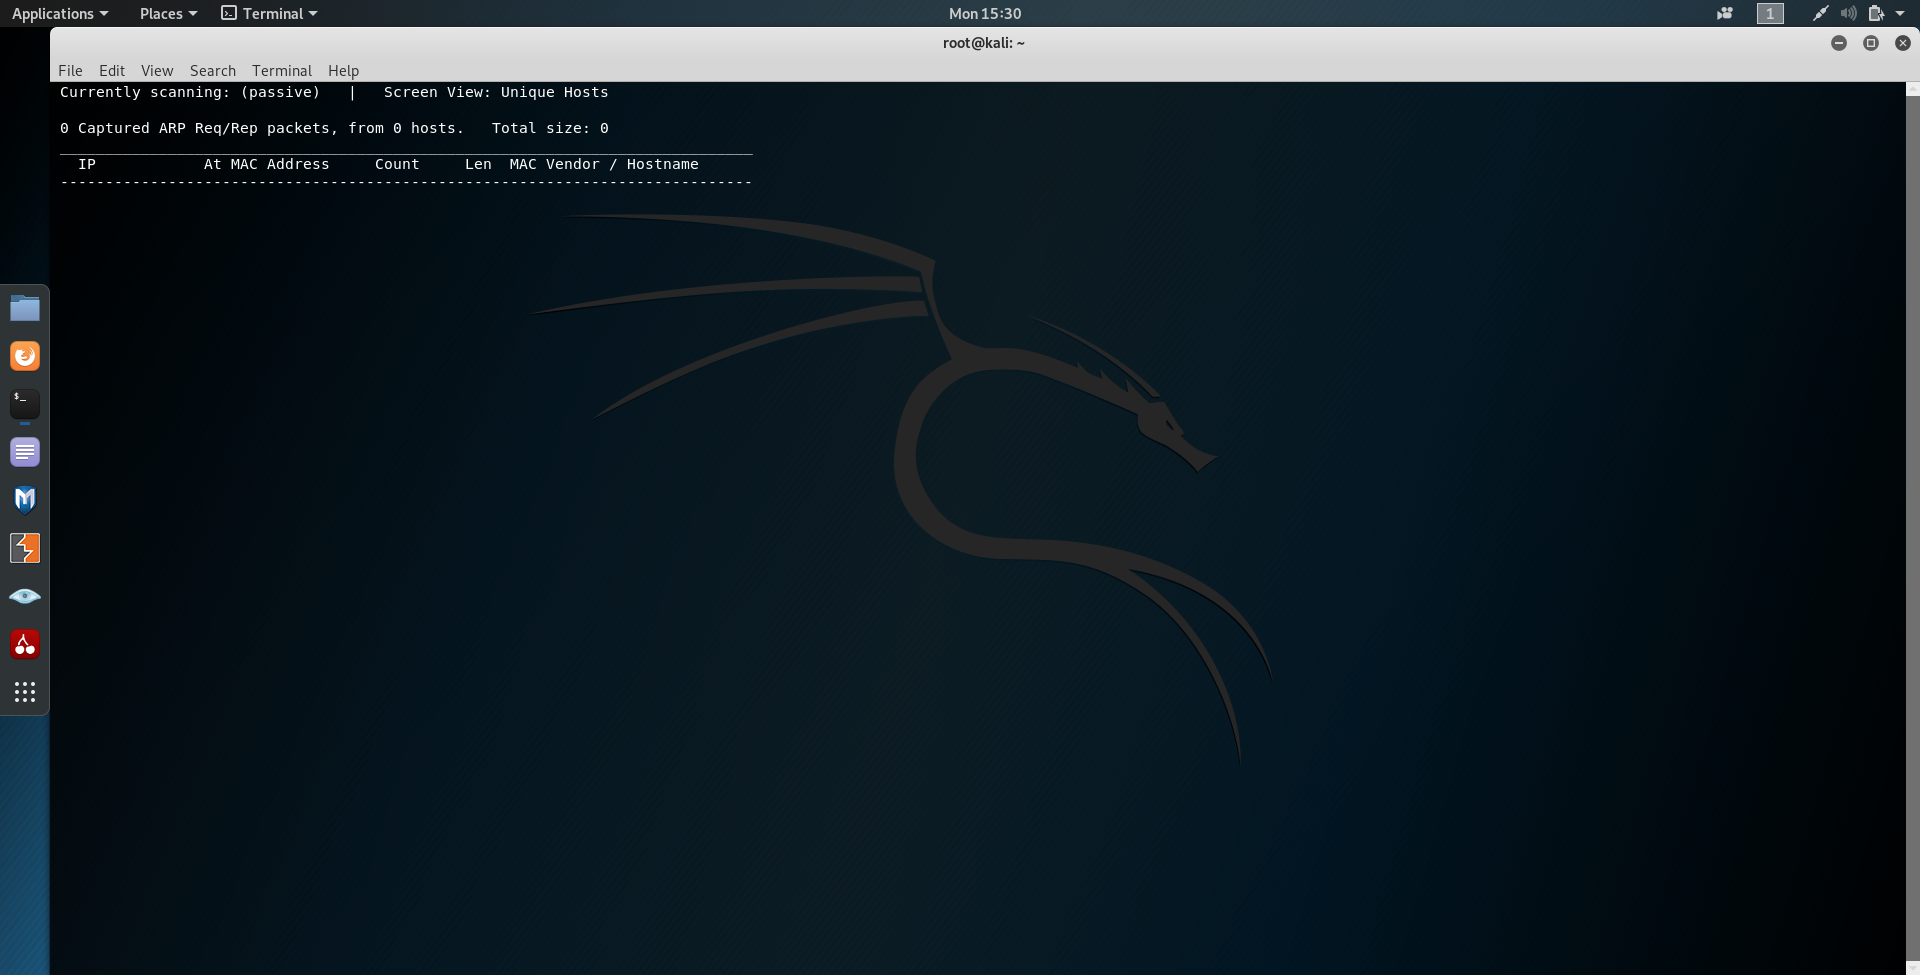 Applications Places Terminal Mon 15:30 1
root@kali: ~
File Edit View Search Terminal Help
Currently scanning: (passive)   |   Screen View: Unique Hosts
0 Captured ARP Req/Rep packets, from 0 hosts.   Total size: 0
_____________________________________________________________________________
  IP            At MAC Address     Count     Len  MAC Vendor / Hostname
-----------------------------------------------------------------------------
$_